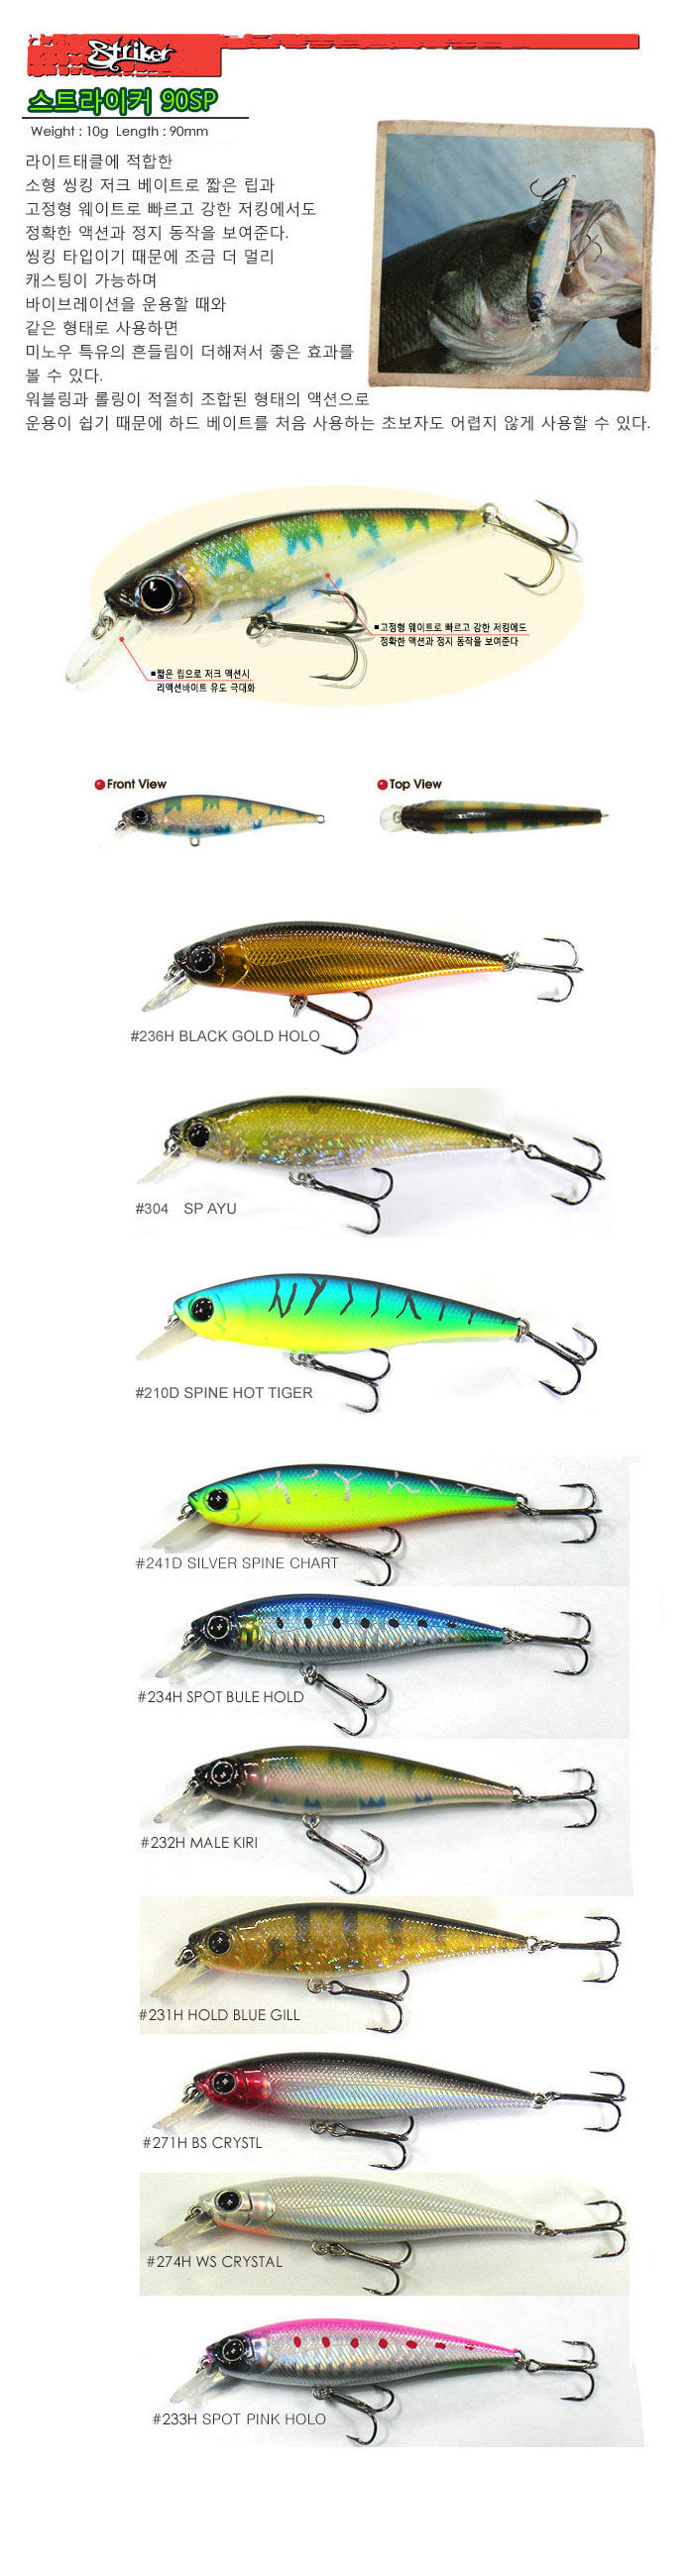 Striker
스트라이커 90SP
Weight : 10g Length : 90mm
라이트태클에 적합한
소형 씽킹 저크 베이트로 짧은 립과
고정형 웨이트로 빠르고 강한 저킹에서도
정확한 액션과 정지 동작을 보여준다.
씽킹 타입이기 때문에 조금 더 멀리
캐스팅이 가능하며
바이브레이션을 운용할 때와
같은 형태로 사용하면
미노우 특유의 흔들림이 더해져서 좋은 효과를
볼 수 있다.
워블링과 롤링이 적절히 조합된 형태의 액션으로
운용이 쉽기 때문에 하드 베이트를 처음 사용하는 초보자도 어렵지 않게 사용할 수 있다.
■고정형 웨이트로 빠르고 강한 저킹에도
정확한 액션과 정지 동작을 보여준다
■짧은 립으로 저크 액션시
리액션바이트 유도 극대화
Front View
Top View
#236H BLACK GOLD HOLO
#304 SP AYU
#210D SPINE HOT TIGER
#241D SILVER SPINE CHART
#234H SPOT BULE HOLD
#232H MALE KIRI
#231H HOLD BLUE GILL
#271H BS CRYSTL
#274H WS CRYSTAL
#233H SPOT PINK HOLO